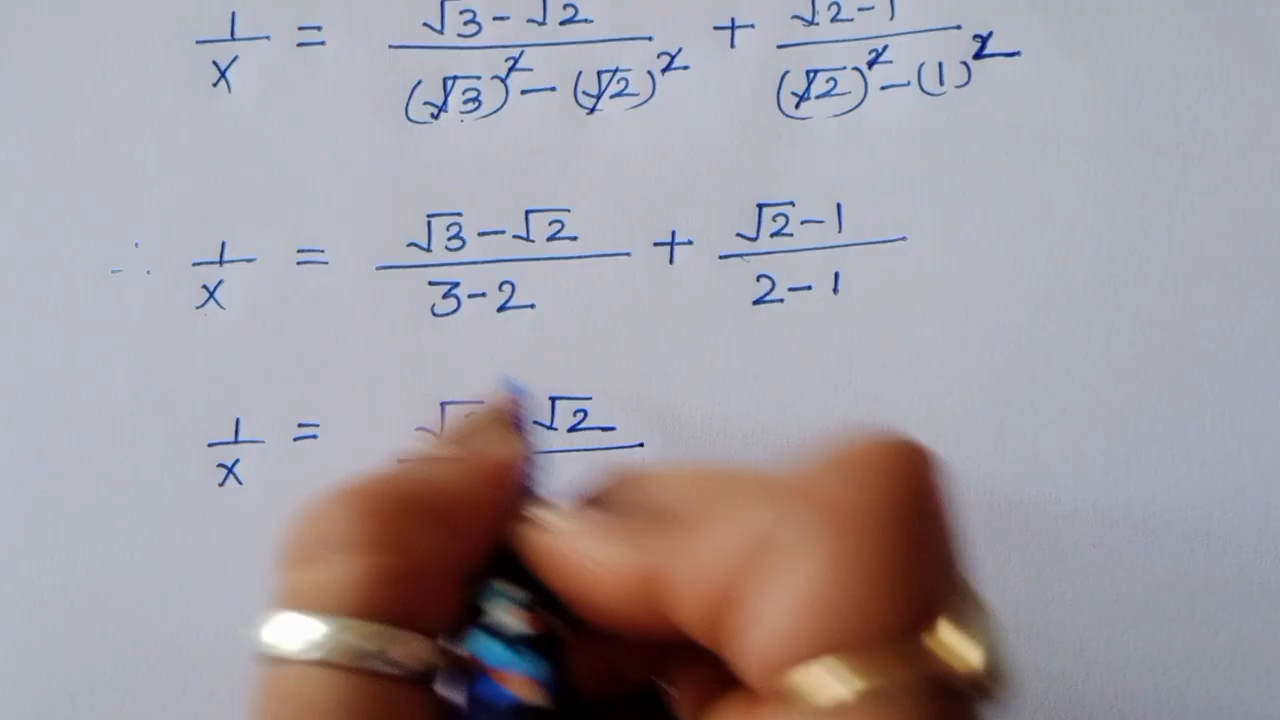 1/x = (√3-√2)/((√3)² - (√2)²) + (√2-1)/((√2)² - (1)²)
∴ 1/x = (√3-√2)/(3-2) + (√2-1)/(2-1)
1/x = √ √2